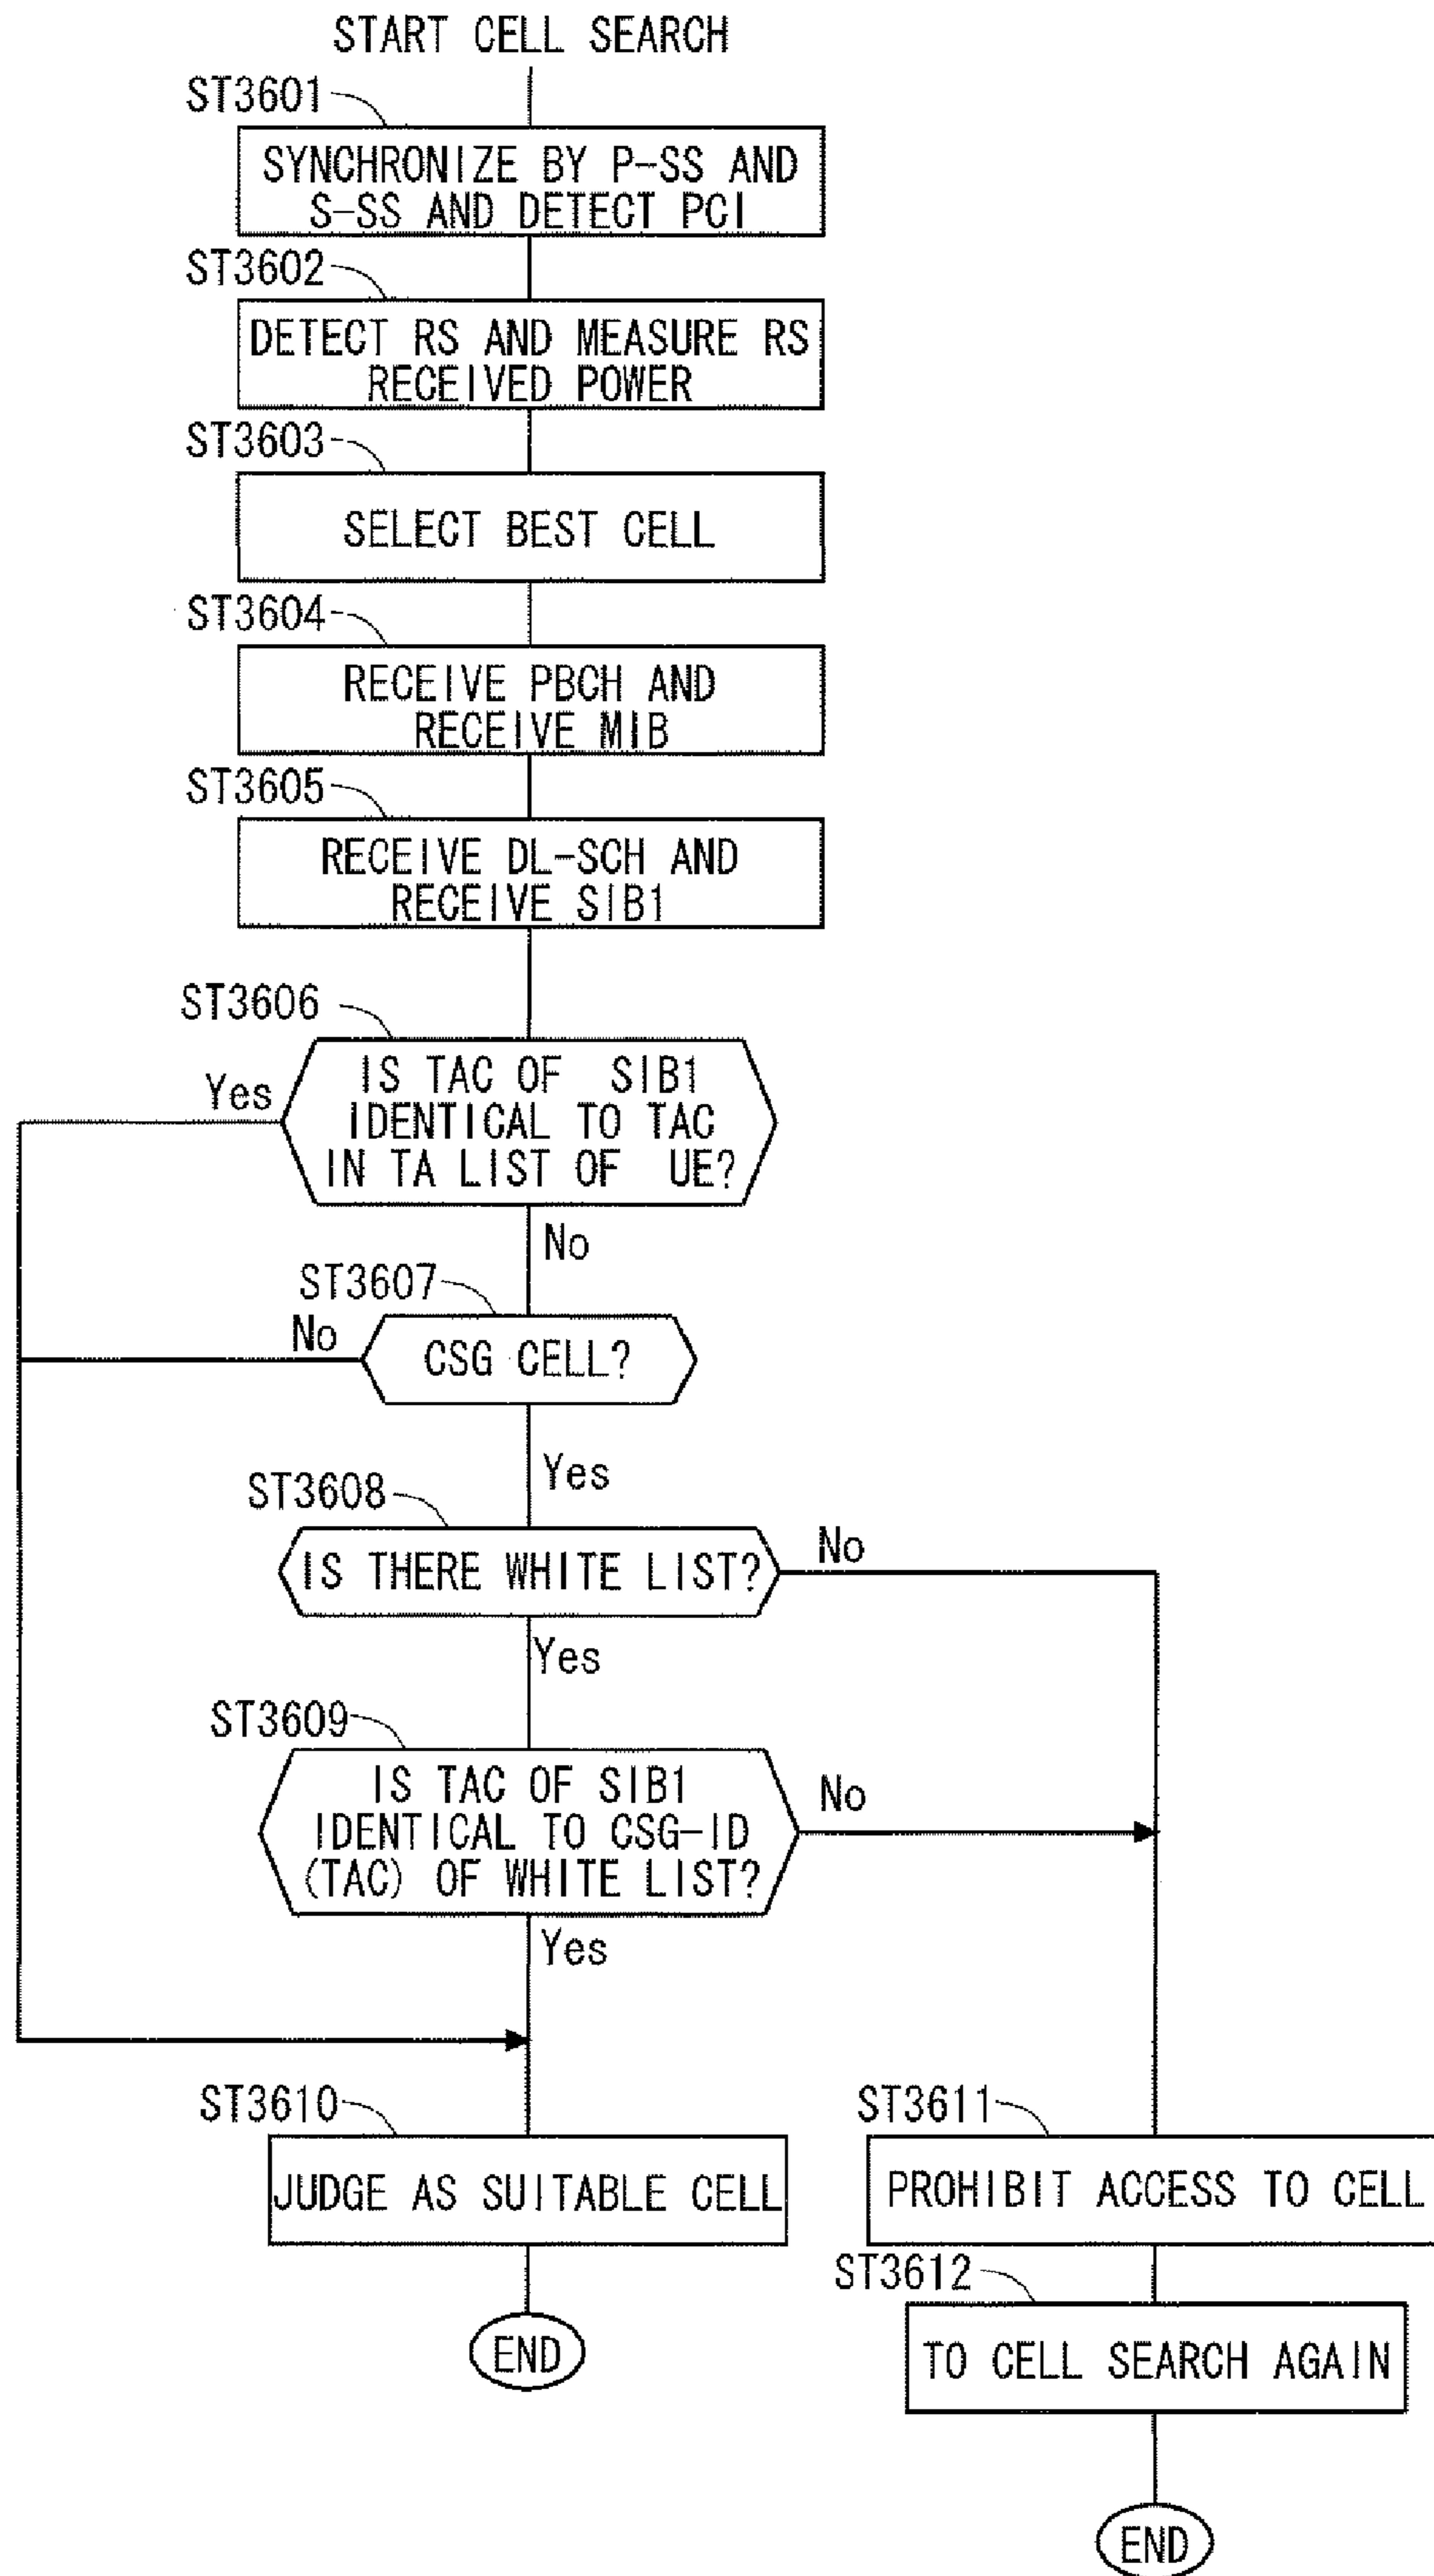 START CELL SEARCH
ST3601
SYNCHRONIZE BY P-SS AND
S-SS AND DETECT PCI
ST3602
DETECT RS AND MEASURE RS
RECEIVED POWER
ST3603
SELECT BEST CELL
ST3604
RECEIVE PBCH AND
RECEIVE MIB
ST3605
RECEIVE DL-SCH AND
RECEIVE SIB1
ST3606
IS TAC OF SIB1
IDENTICAL TO TAC
IN TA LIST OF UE?
Yes
No
ST3607
CSG CELL?
No
Yes
ST3608
IS THERE WHITE LIST?
No
Yes
ST3609
IS TAC OF SIB1
IDENTICAL TO CSG-ID
(TAC) OF WHITE LIST?
No
Yes
ST3610
JUDGE AS SUITABLE CELL
END
ST3611
PROHIBIT ACCESS TO CELL
ST3612
TO CELL SEARCH AGAIN
END